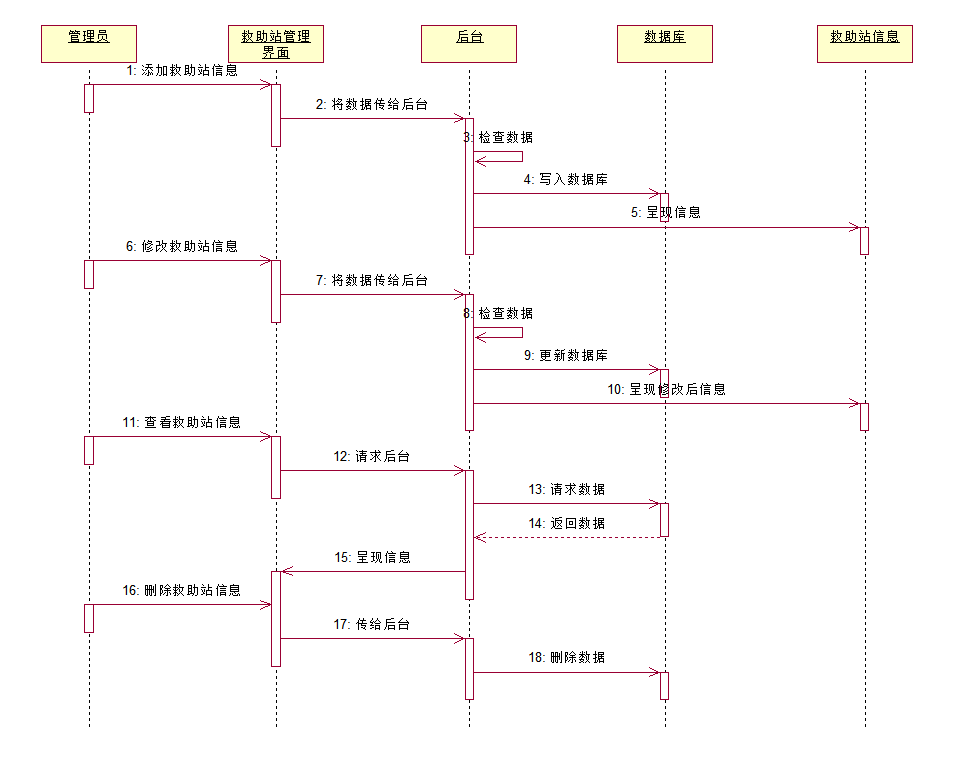 管理员
救助站管理
界面
后台
数据库
救助站信息
1: 添加救助站信息
2: 将数据传给后台
3: 检查数据
4: 写入数据库
5: 呈现信息
6: 修改救助站信息
7: 将数据传给后台
8: 检查数据
9: 更新数据库
10: 呈现修改后信息
11: 查看救助站信息
12: 请求后台
13: 请求数据
14: 返回数据
15: 呈现信息
16: 删除救助站信息
17: 传给后台
18: 删除数据